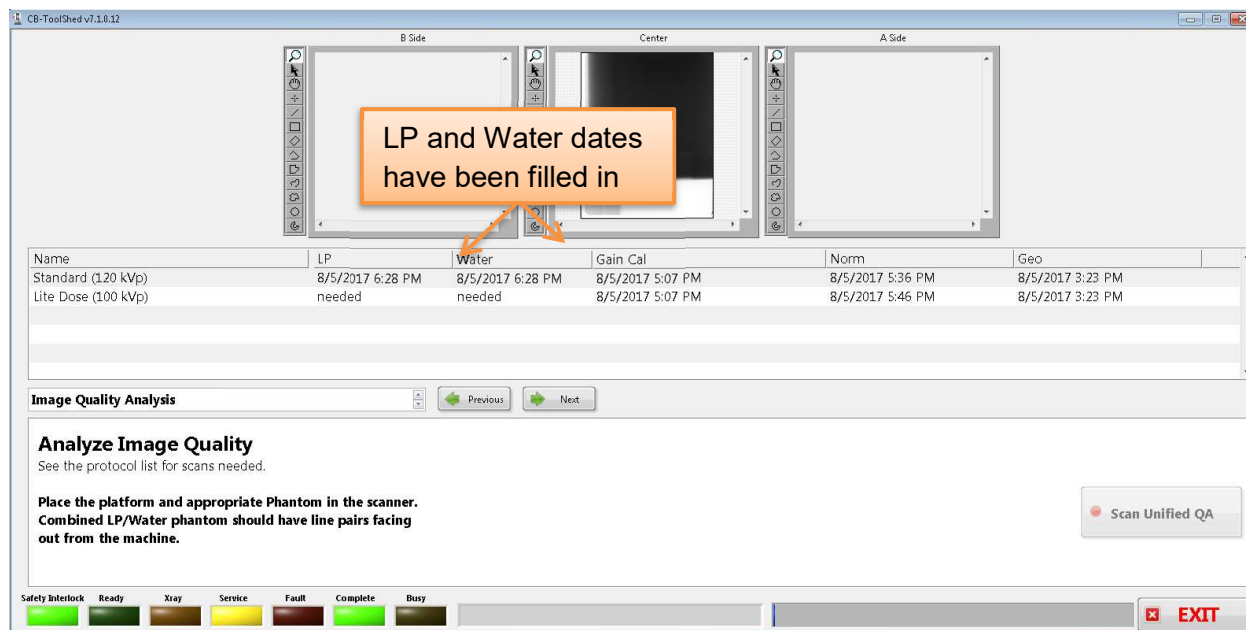 CB-ToolShed v7.1.0.12
B Side
Center
A Side
LP and Water dates
have been filled in
Name LP Water Gain Cal Norm Geo
Standard (120 kVp) 8/5/2017 6:28 PM 8/5/2017 6:28 PM 8/5/2017 5:07 PM 8/5/2017 5:36 PM 8/5/2017 3:23 PM
Lite Dose (100 kVp) needed needed 8/5/2017 5:07 PM 8/5/2017 5:46 PM 8/5/2017 3:23 PM
Image Quality Analysis Previous Next
Analyze Image Quality
See the protocol list for scans needed.
Place the platform and appropriate Phantom in the scanner.
Combined LP/Water phantom should have line pairs facing
out from the machine.
Scan Unified QA
Safety Interlock Ready Xray Service Fault Complete Busy
EXIT